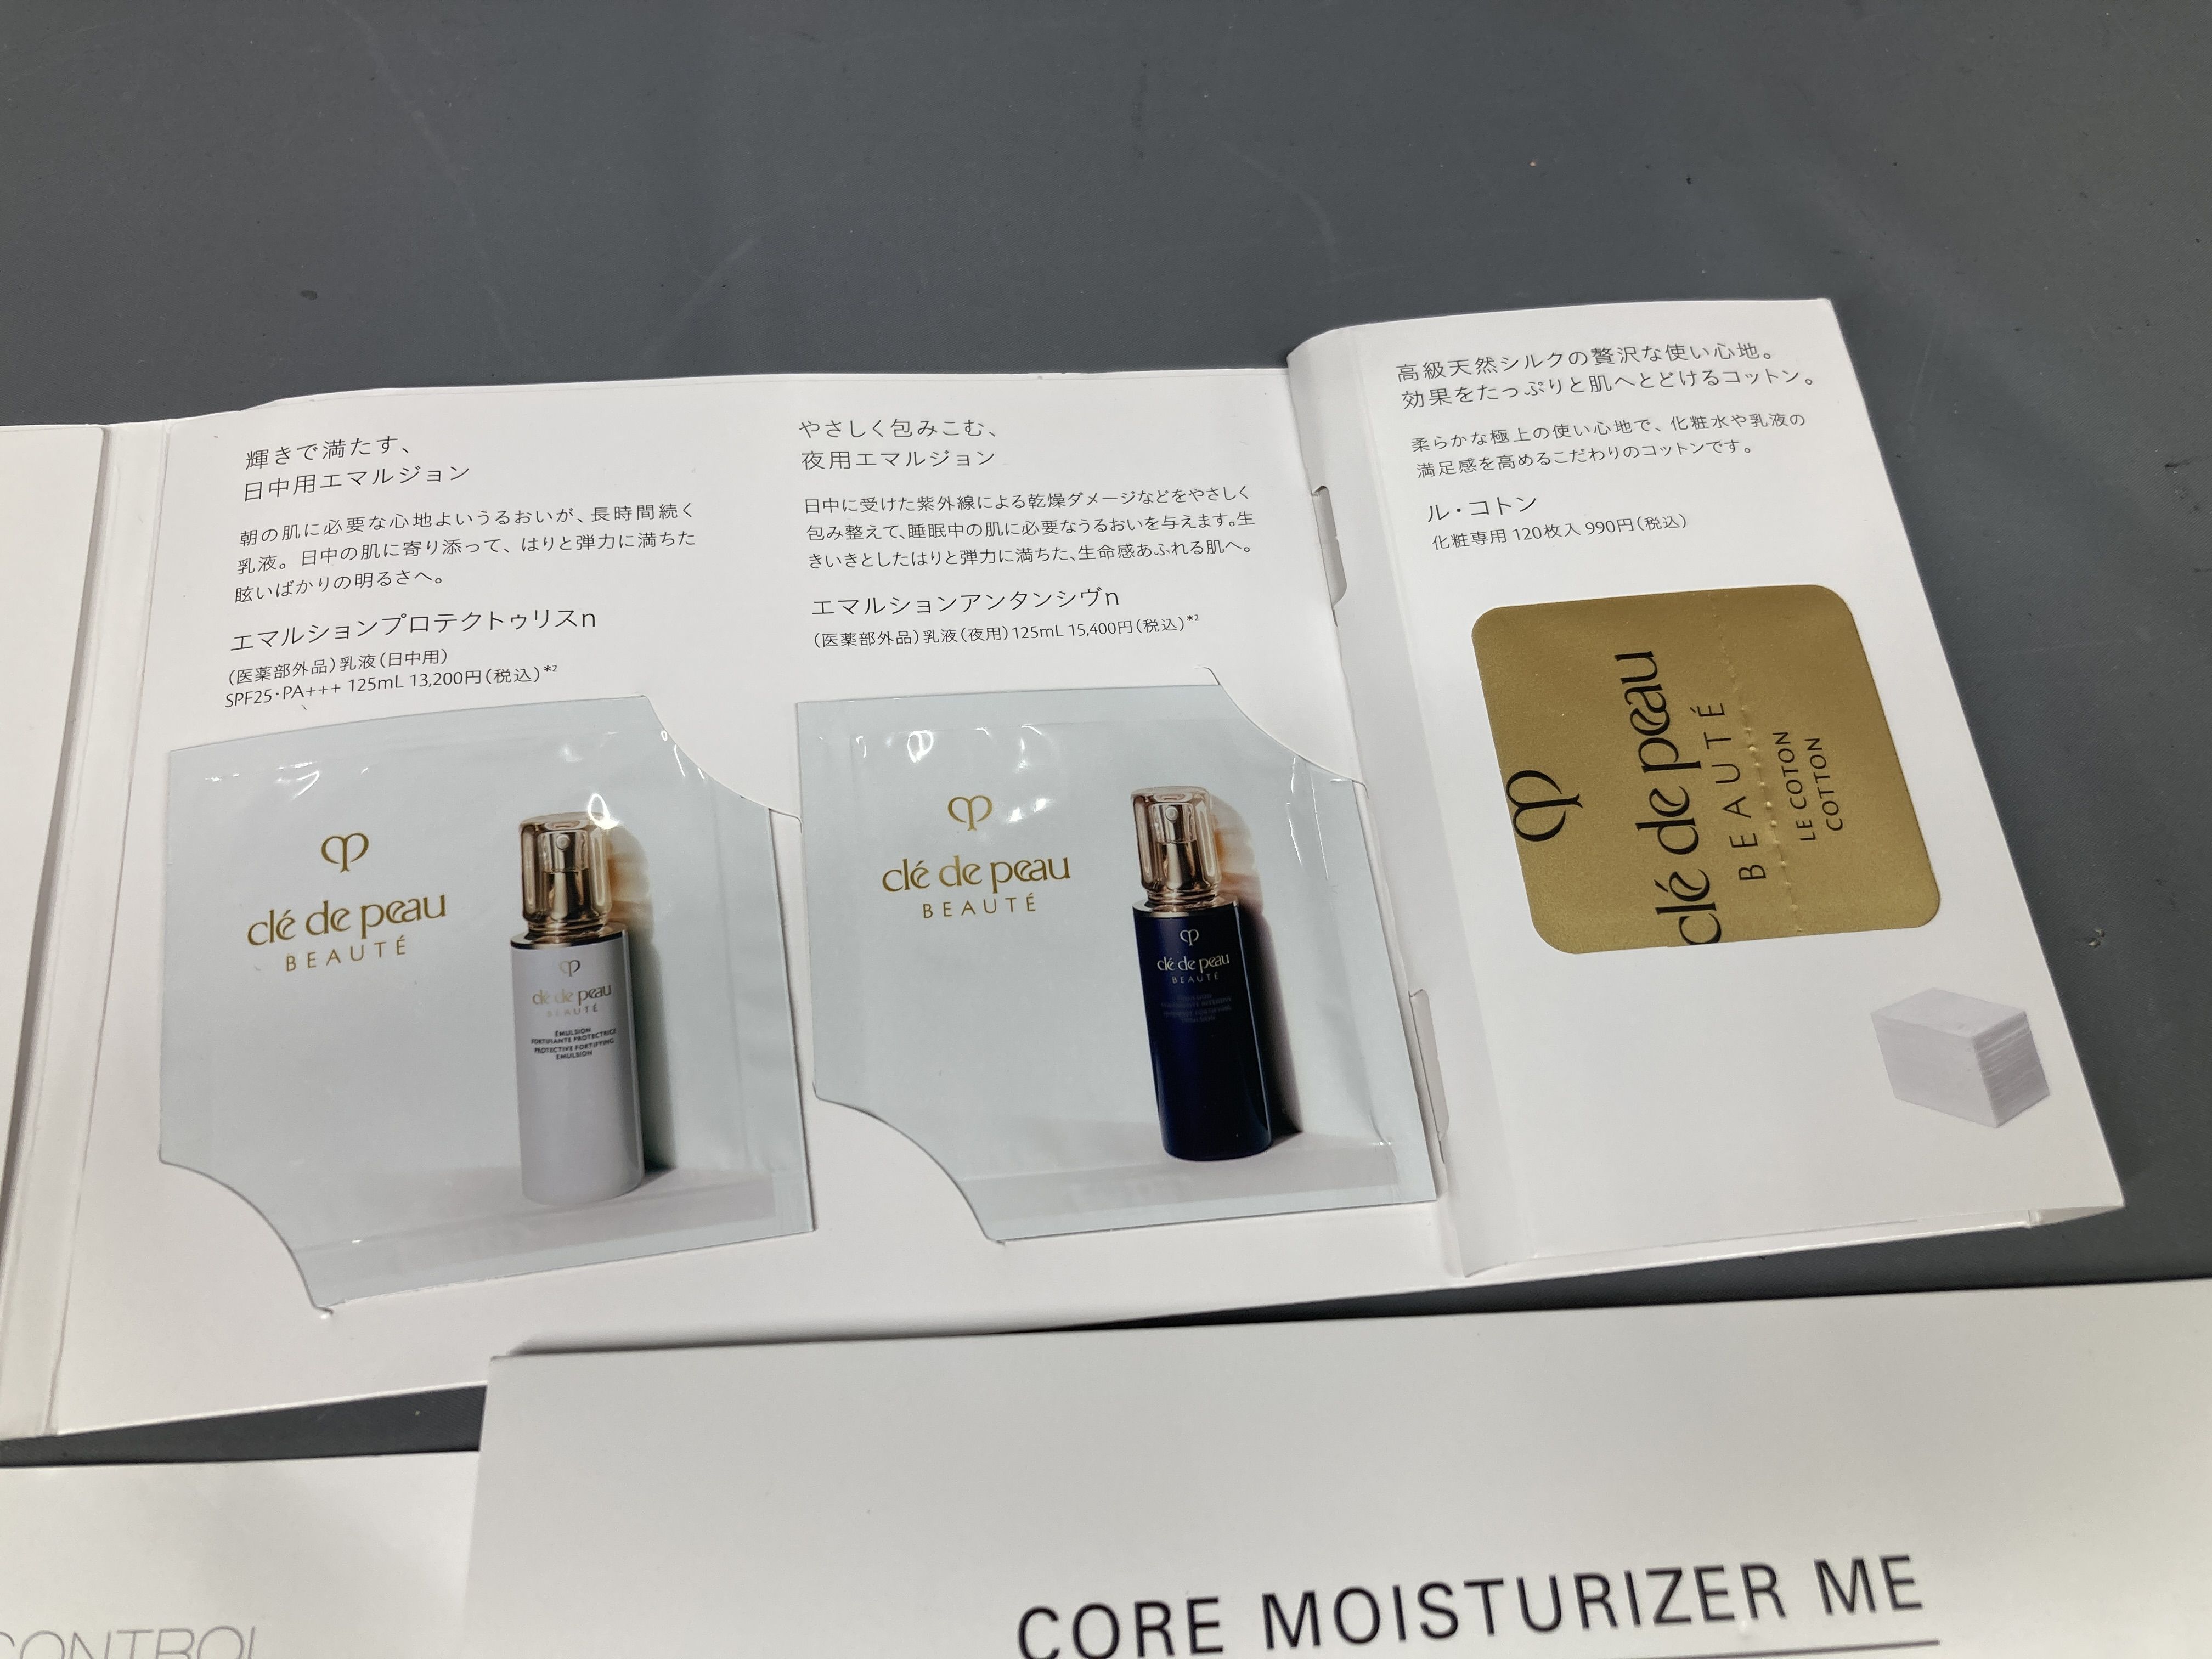 輝きで満たす、
日中用エマルジョン
朝の肌に必要な心地よいうるおいが、長時間続く
乳液。日中の肌に寄り添って、はりと弾力に満ちた
眩いばかりの明るさへ。
エマルションプロテクトゥリスn
(医薬部外品)乳液(日中用)
SPF25・PA+++ 125mL 13,200円(税込)*2
clé de peau
BEAUTÉ
clé de peau
BEAUTÉ
ÉMULSION
FORTIFIANTE PROTECTRICE
PROTECTIVE FORTIFYING
EMULSION
やさしく包みこむ、
夜用エマルジョン
日中に受けた紫外線による乾燥ダメージなどをやさしく
包み整えて、睡眠中の肌に必要なうるおいを与えます。生
きいきとしたはりと弾力に満ちた、生命感あふれる肌へ。
エマルションアンタンシヴn
(医薬部外品)乳液(夜用)125mL 15,400円(税込)*2
clé de peau
BEAUTÉ
clé de peau
BEAUTÉ
高級天然シルクの贅沢な使い心地。
効果をたっぷりと肌へとどけるコットン。
柔らかな極上の使い心地で、化粧水や乳液の
満足感を高めるこだわりのコットンです。
ル・コトン
化粧専用 120枚入 990円(税込)
clé de peau
BEAUTÉ
LE COTON
COTTON
CONTROL
CORE MOISTURIZER ME